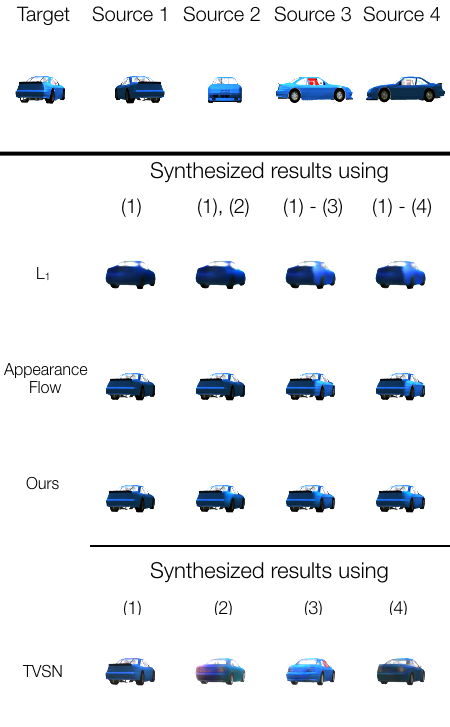 Target Source 1 Source 2 Source 3 Source 4
Synthesized results using
(1) (1), (2) (1) - (3) (1) - (4)
L₁
Appearance
Flow
Ours
Synthesized results using
(1) (2) (3) (4)
TVSN